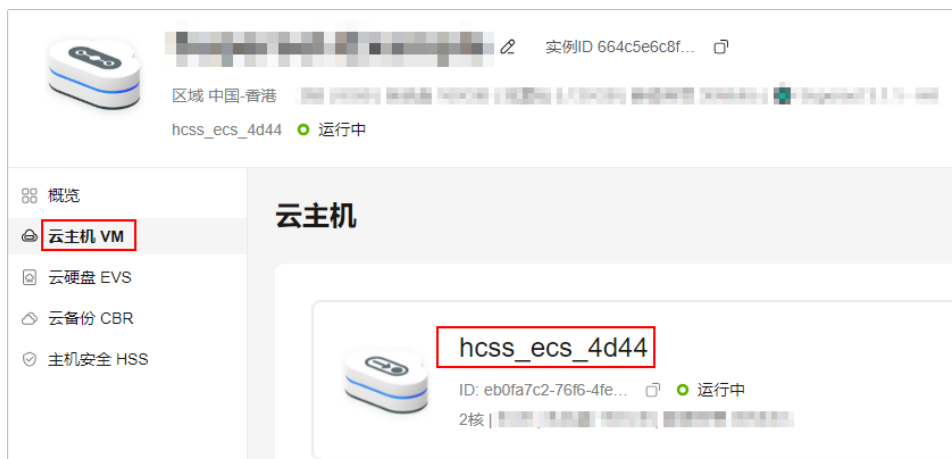 实例ID 664c5e6c8f...
区域 中国-香港
hcss_ecs_4d44 运行中
概览
云主机 VM
云硬盘 EVS
云备份 CBR
主机安全 HSS
云主机
hcss_ecs_4d44
ID: eb0fa7c2-76f6-4fe... 运行中
2核 |